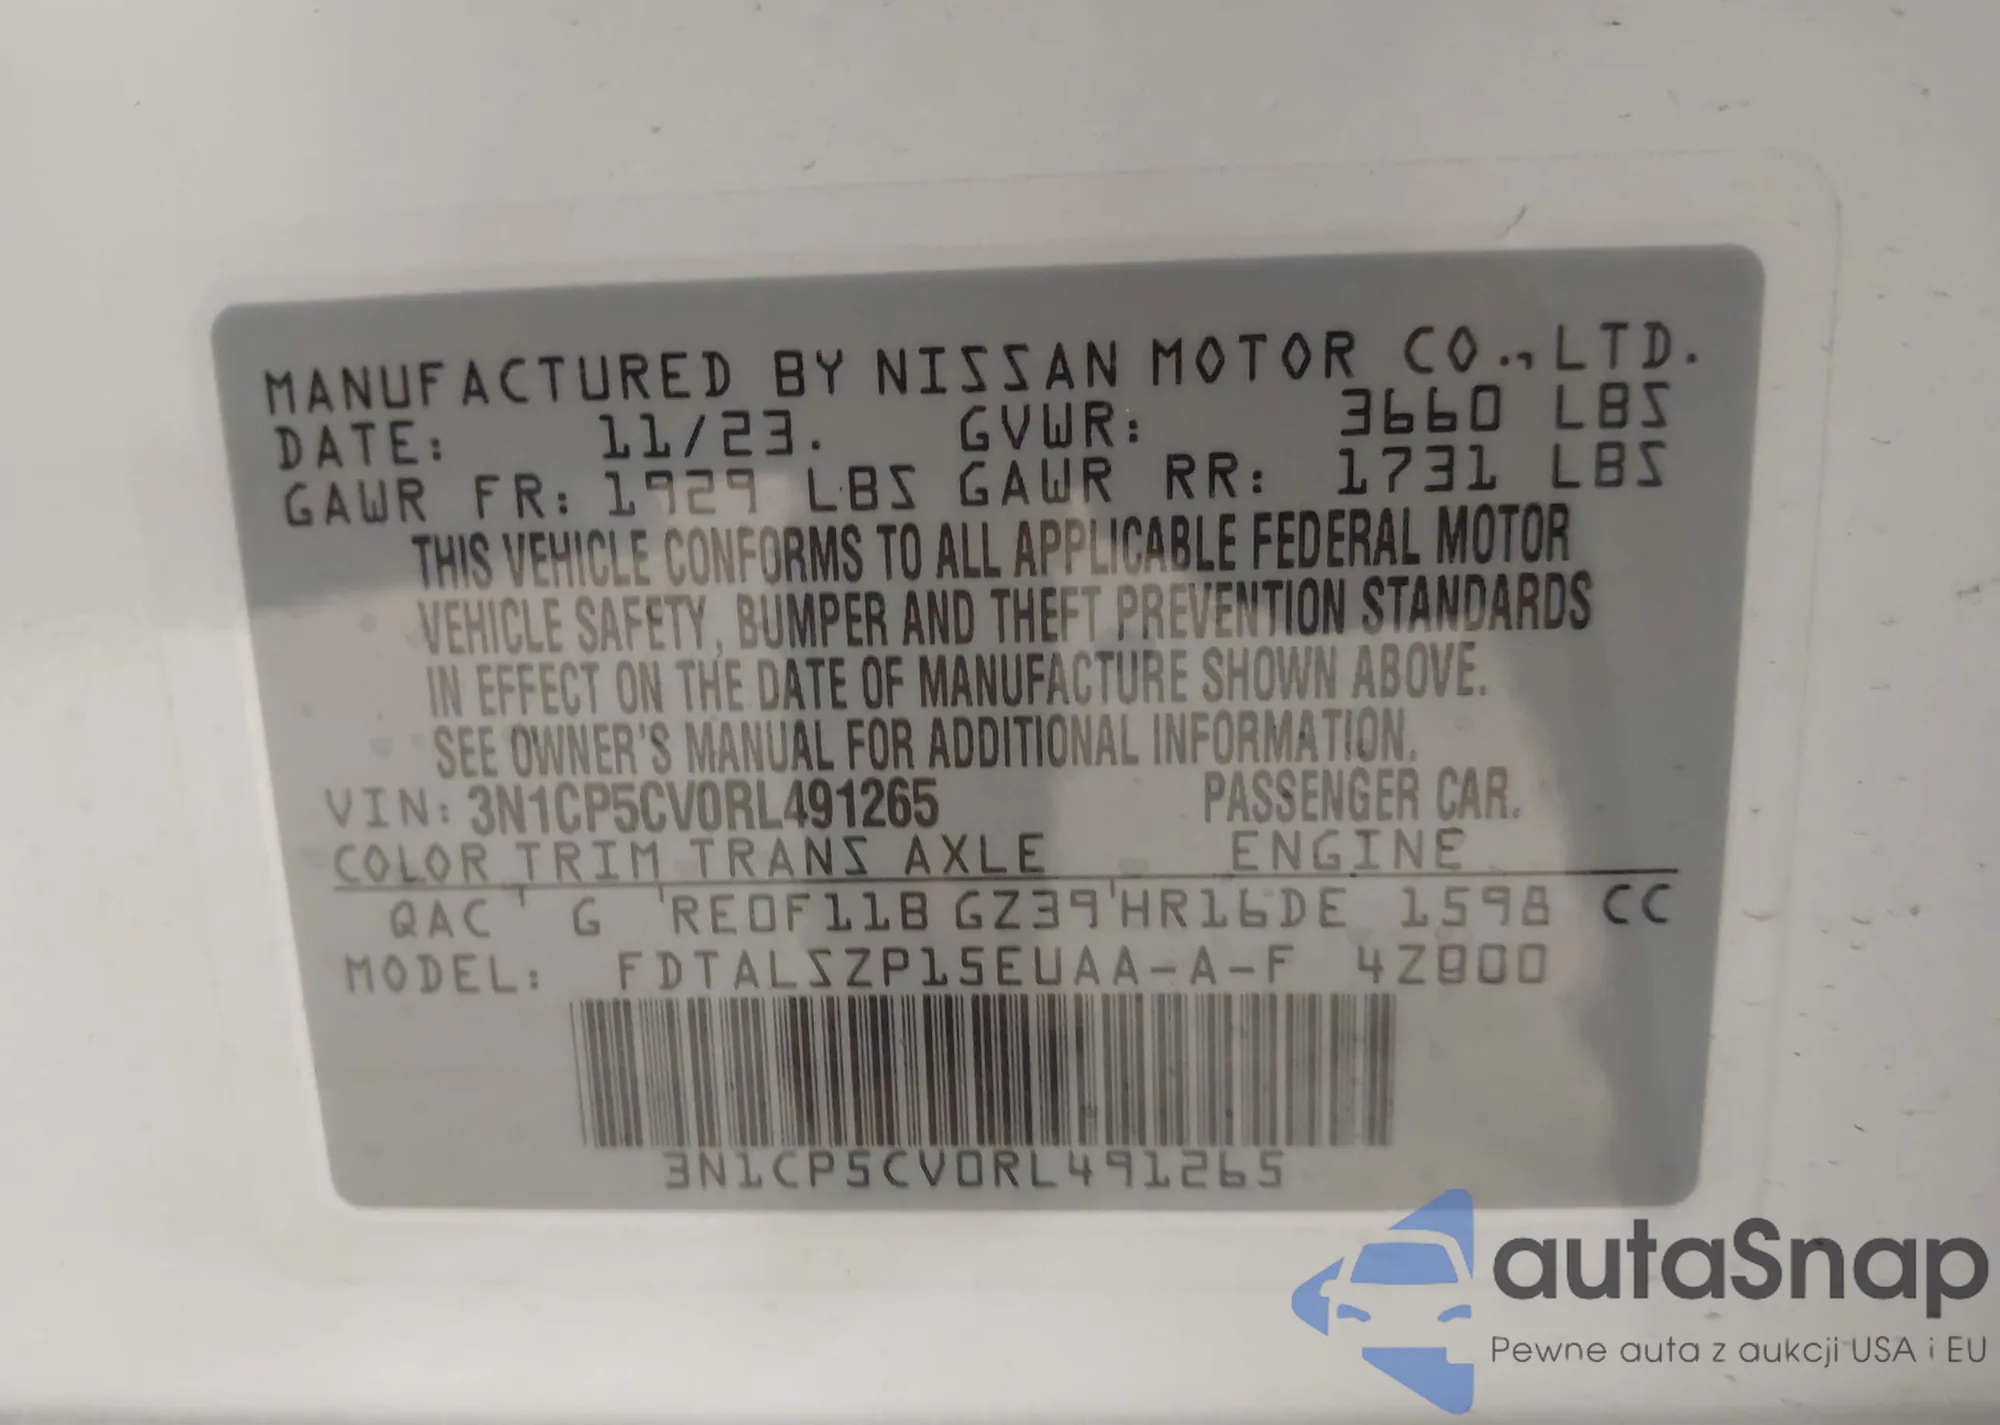 MANUFACTURED BY NISSAN MOTOR CO., LTD.
DATE: 11/23. GVWR: 3660 LBS
GAWR FR: 1929 LBS GAWR RR: 1731 LBS
THIS VEHICLE CONFORMS TO ALL APPLICABLE FEDERAL MOTOR
VEHICLE SAFETY, BUMPER AND THEFT PREVENTION STANDARDS
IN EFFECT ON THE DATE OF MANUFACTURE SHOWN ABOVE.
SEE OWNER'S MANUAL FOR ADDITIONAL INFORMATION.
VIN: 3N1CP5CV0RL491265 PASSENGER CAR.
COLOR TRIM TRANS AXLE ENGINE
QAC G RE0F11B GZ39 HR16DE 1598 CC
MODEL: FDTALSZP15EUAA-A-F 4Z000
3N1CP5CV0RL491265
autaSnap
Pewne auta z aukcji USA i EU